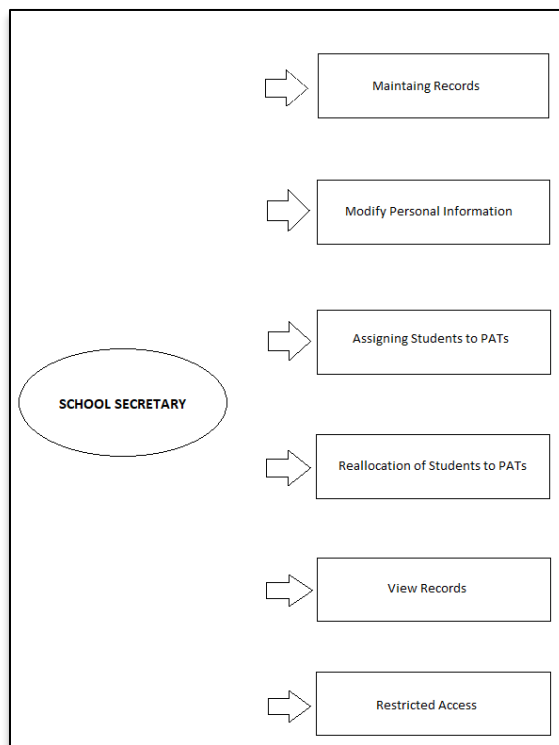 Maintaing Records
Modify Personal Information
Assigning Students to PATs
SCHOOL SECRETARY
Reallocation of Students to PATs
View Records
Restricted Access